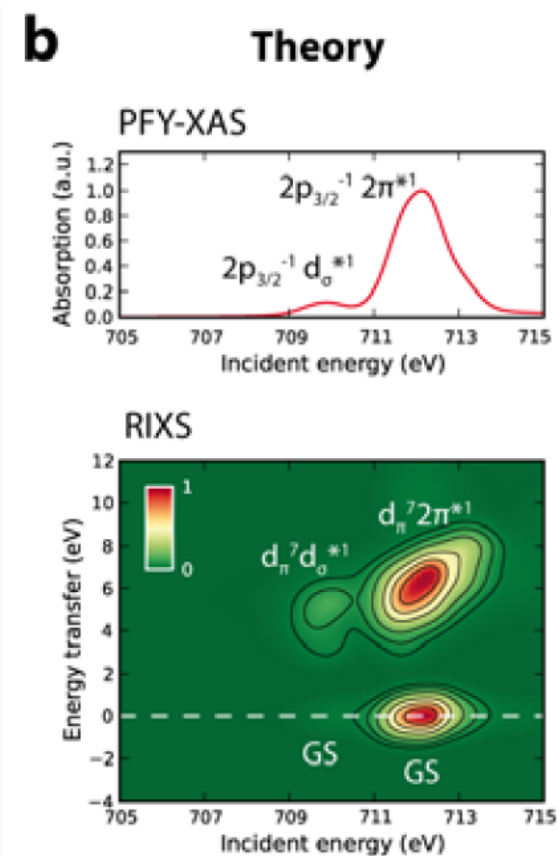 b Theory
PFY-XAS
Absorption (a.u.)
1.2
1.0
0.8
0.6
0.4
0.2
0.0
2p₃/₂⁻¹ 2π*¹
2p₃/₂⁻¹ dσ*¹
705 707 709 711 713 715
Incident energy (eV)
RIXS
Energy transfer (eV)
12
10
8
6
4
2
0
−2
−4
1
0
dπ⁷2π*¹
dπ⁷dσ*¹
GS
GS
705 707 709 711 713 715
Incident energy (eV)